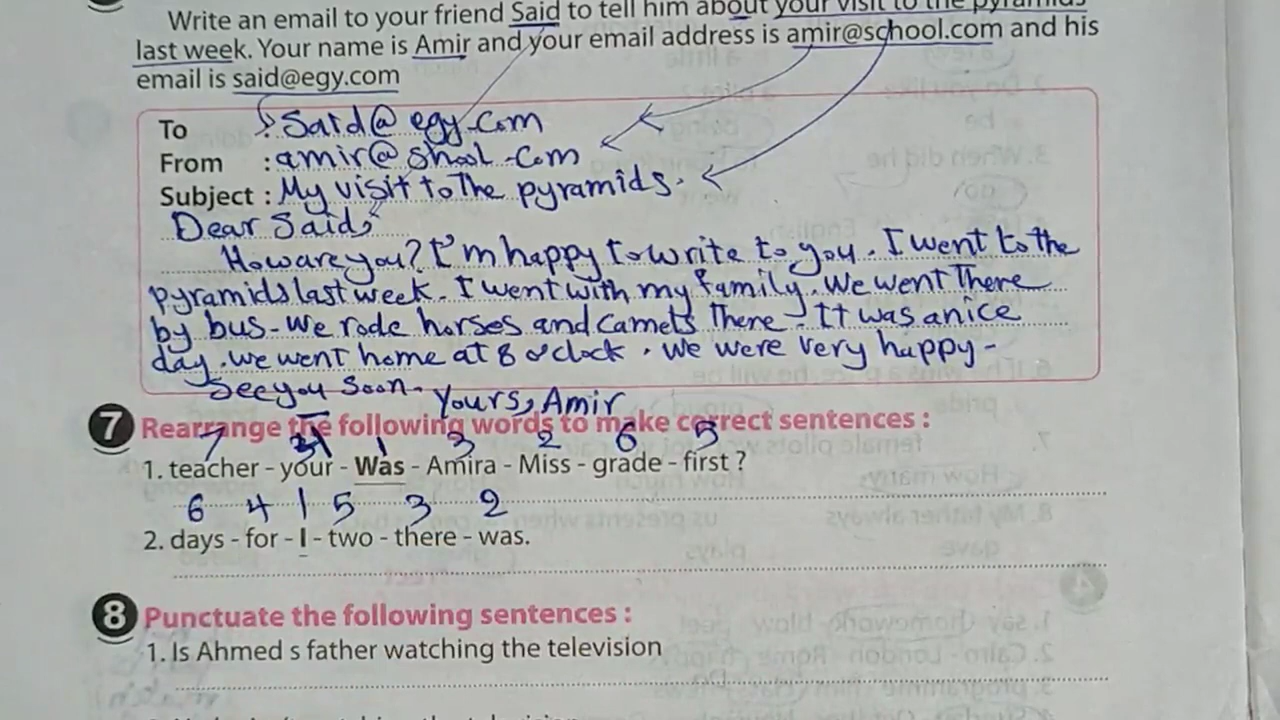 Write an email to your friend Said to tell him about your visit to the pyramids
last week. Your name is Amir and your email address is amir@school.com and his
email is said@egy.com
To : Said@egy.com
From : amir@shool.com
Subject : My visit to The pyramids.
Dear Said,
How are you? I'm happy to write to you. I went to the
pyramids last week. I went with my family. We went There
by bus. We rode horses and camels There. It was a nice
day. We went home at 8 o'clock. We were very happy.
See you soon. Yours, Amir
7 Rearrange the following words to make correct sentences :
7 4 1 3 2 6 5
1. teacher - your - Was - Amira - Miss - grade - first ?
6 4 1 5 3 2
2. days - for - I - two - there - was.
8 Punctuate the following sentences :
1. Is Ahmed s father watching the television